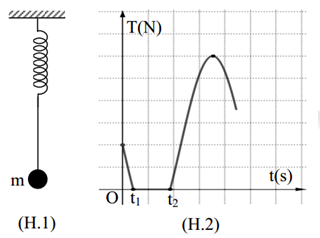 T(N)
m
O
t₁
t₂
t(s)
(H.1)
(H.2)